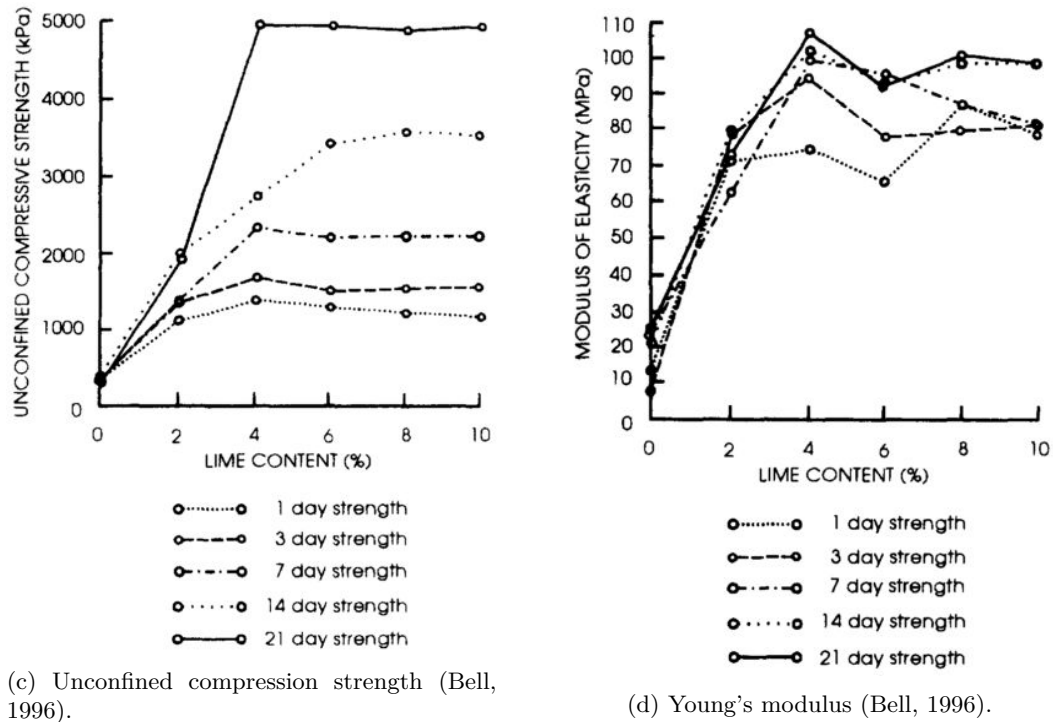 UNCONFINED COMPRESSIVE STRENGTH (kPa)
5000
4000
3000
2000
1000
0
0 2 4 6 8 10
LIME CONTENT (%)
1 day strength
3 day strength
7 day strength
14 day strength
21 day strength
(c) Unconfined compression strength (Bell,
1996).
MODULUS OF ELASTICITY (MPa)
110
100
90
80
70
60
50
40
30
20
10
0
0 2 4 6 8 10
LIME CONTENT (%)
1 day strength
3 day strength
7 day strength
14 day strength
21 day strength
(d) Young's modulus (Bell, 1996).